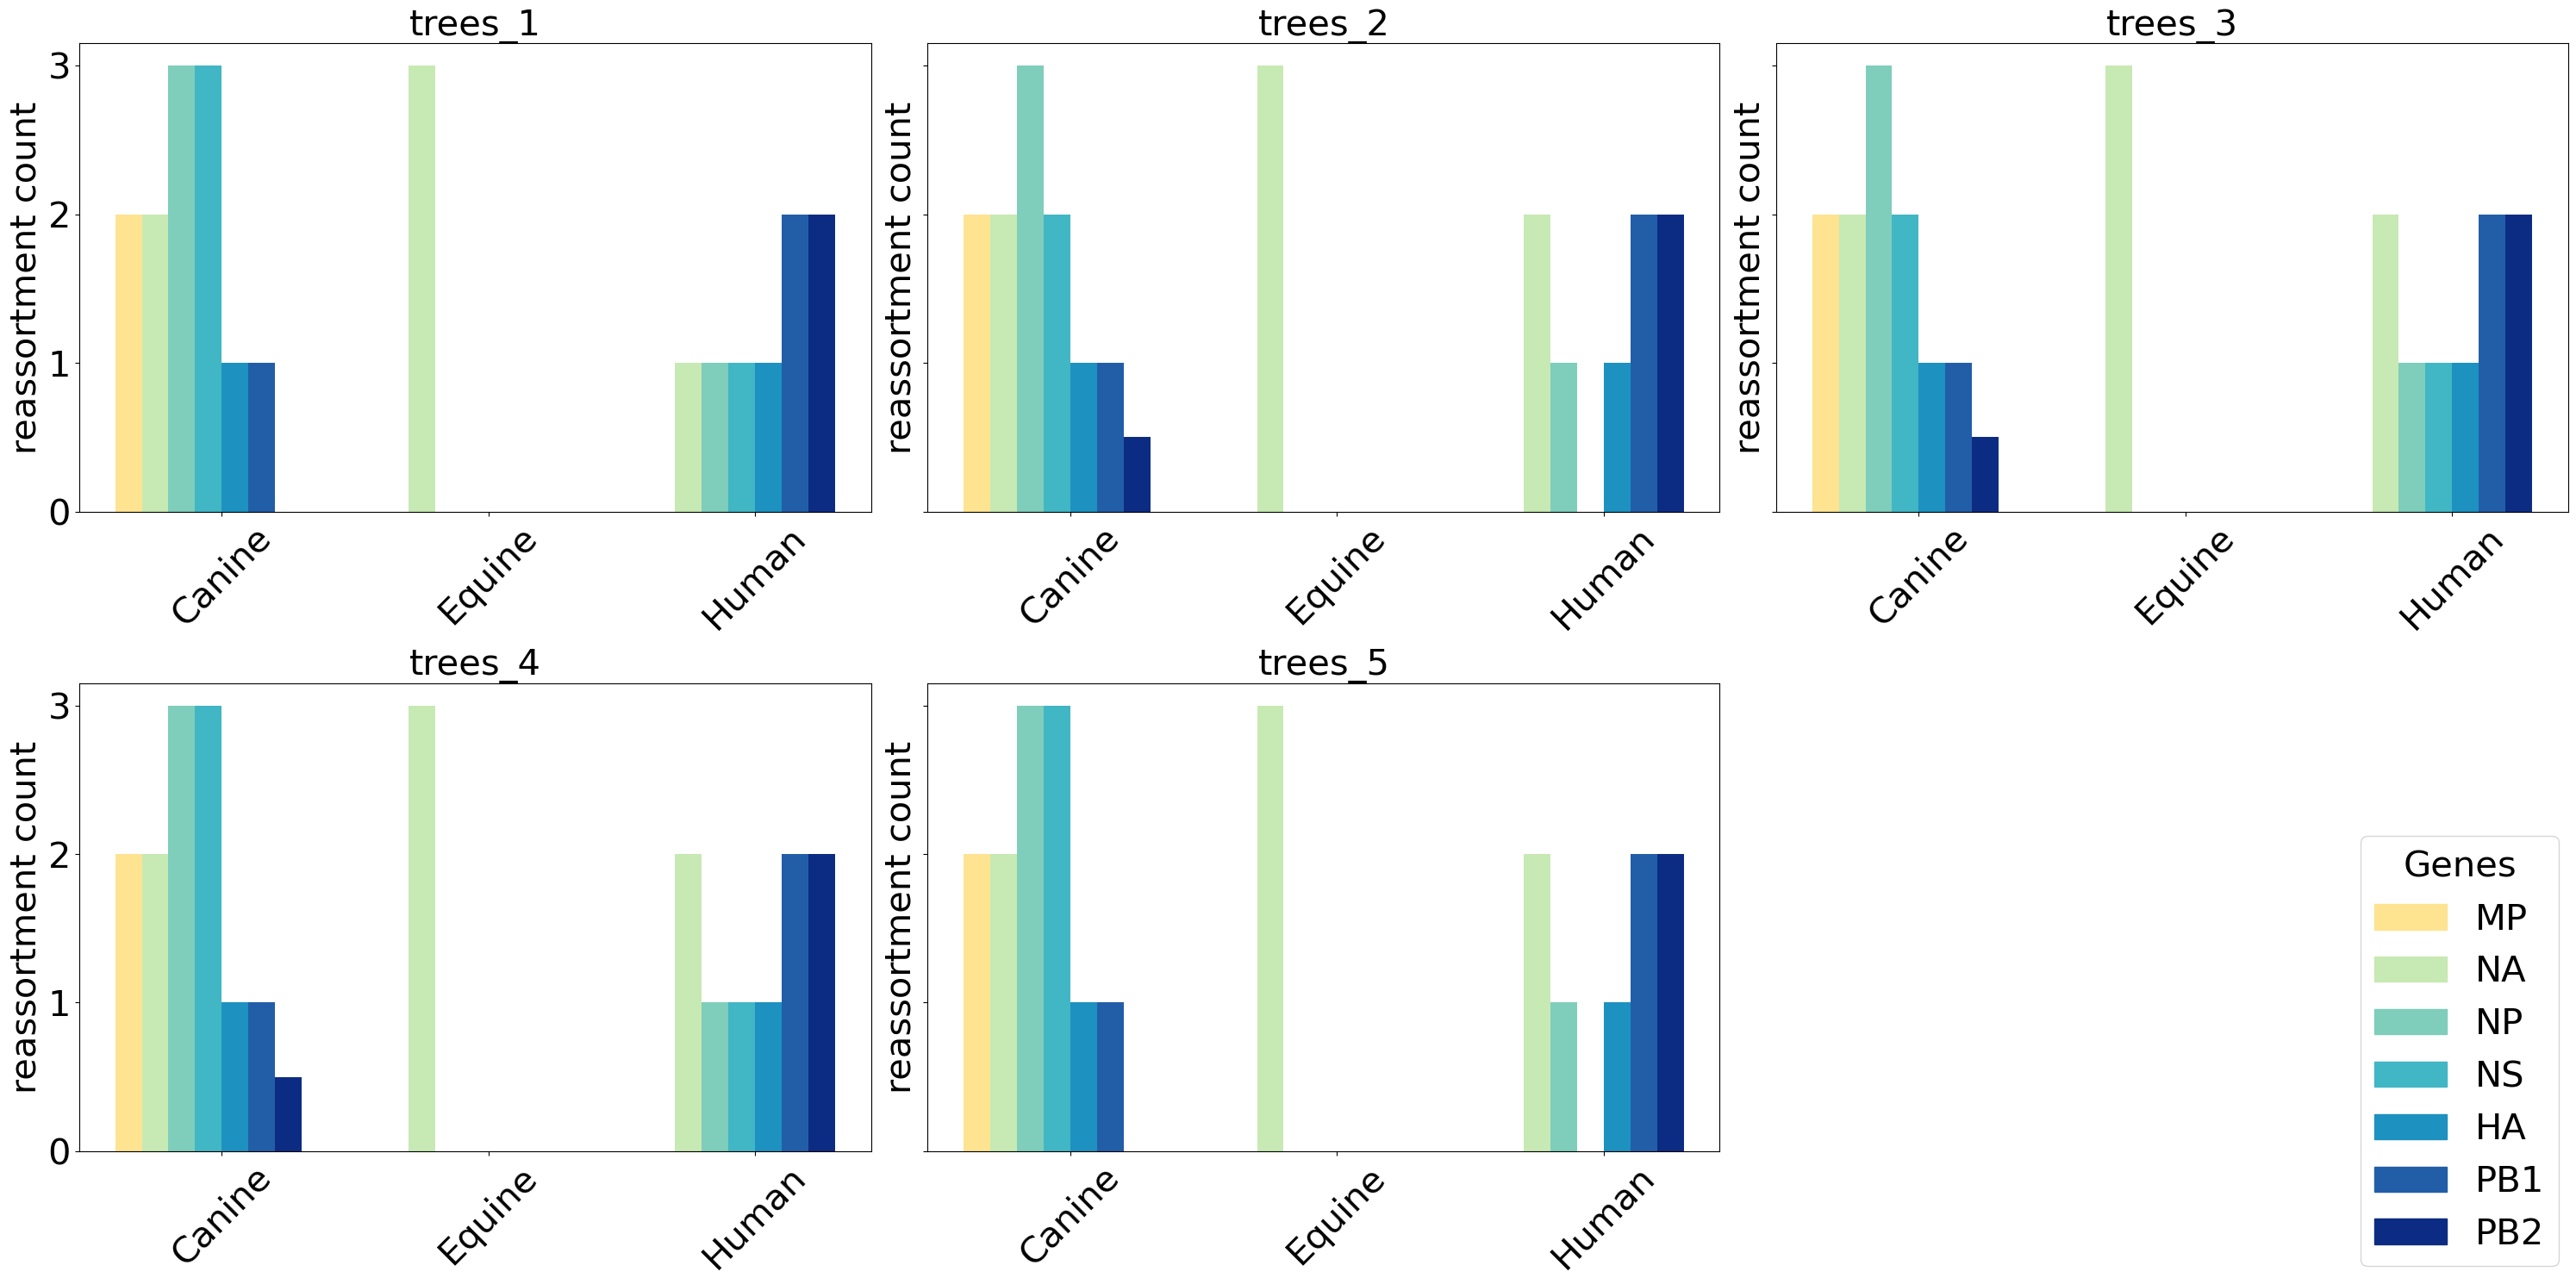 trees_1
reassortment count
3
2
1
0
Canine
Equine
Human
trees_2
reassortment count
Canine
Equine
Human
trees_3
reassortment count
Canine
Equine
Human
trees_4
reassortment count
3
2
1
0
Canine
Equine
Human
trees_5
reassortment count
Canine
Equine
Human
Genes
MP
NA
NP
NS
HA
PB1
PB2